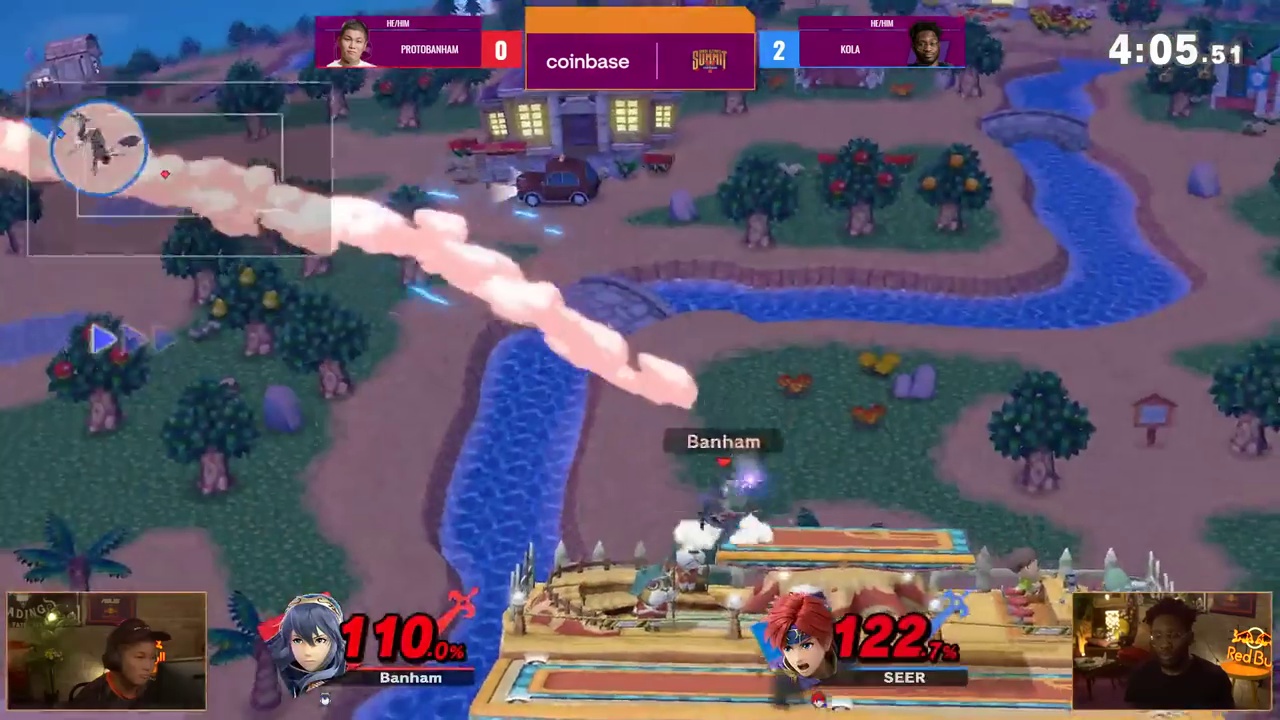 HE/HIM
PROTOBANHAM
0
coinbase
SUMMIT
2
HE/HIM
KOLA
4:05.51
Banham
110.0%
Banham
122.7%
SEER
Red Bu